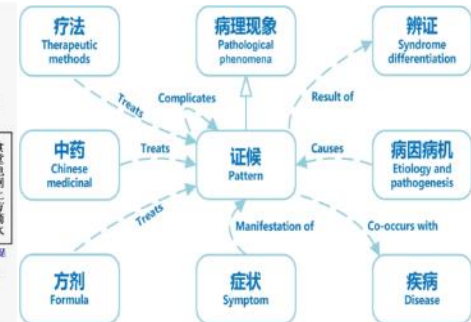 疗法
Therapeutic
methods
病理现象
Pathological
phenomena
辨证
Syndrome
differentiation
Treats
Complicates
Result of
中药
Chinese
medicinal
Treats
证候
Pattern
Causes
病因病机
Etiology and
pathogenesis
Treats
Manifestation of
Co-occurs with
方剂
Formula
症状
Symptom
疾病
Disease